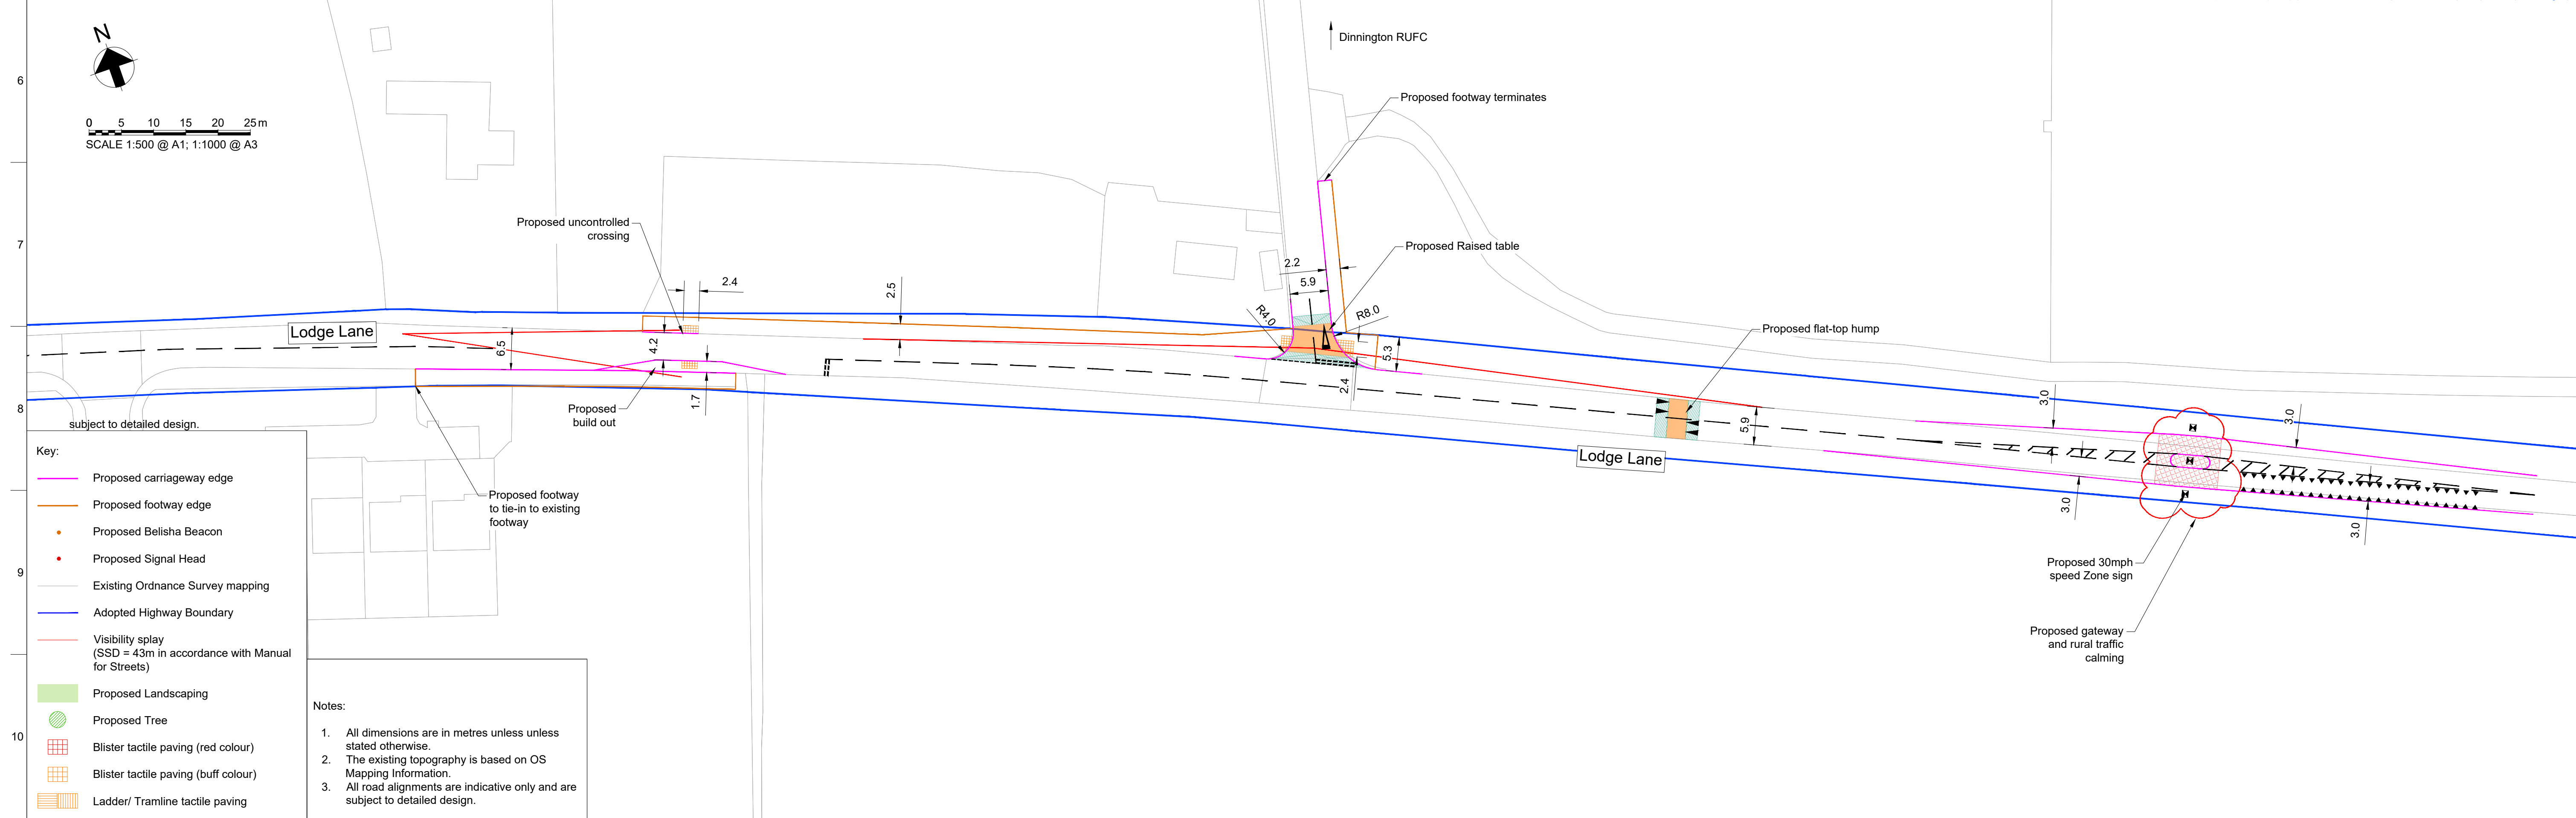 N
0 5 10 15 20 25 m
SCALE 1:500 @ A1; 1:1000 @ A3
6
7
8
9
10
Dinnington RUFC
Proposed footway terminates
Proposed uncontrolled
crossing
Proposed Raised table
2.4
2.5
2.2
5.9
R4.0
R8.0
Lodge Lane
6.5
4.2
1.7
5.3
2.4
Proposed flat-top hump
5.9
3.0
3.0
3.0
3.0
Lodge Lane
Proposed
build out
Proposed footway
to tie-in to existing
footway
Proposed 30mph
speed Zone sign
Proposed gateway
and rural traffic
calming
subject to detailed design.
Key:
Proposed carriageway edge
Proposed footway edge
Proposed Belisha Beacon
Proposed Signal Head
Existing Ordnance Survey mapping
Adopted Highway Boundary
Visibility splay
(SSD = 43m in accordance with Manual
for Streets)
Proposed Landscaping
Proposed Tree
Blister tactile paving (red colour)
Blister tactile paving (buff colour)
Ladder/ Tramline tactile paving
Notes:
1. All dimensions are in metres unless unless
stated otherwise.
2. The existing topography is based on OS
Mapping Information.
3. All road alignments are indicative only and are
subject to detailed design.